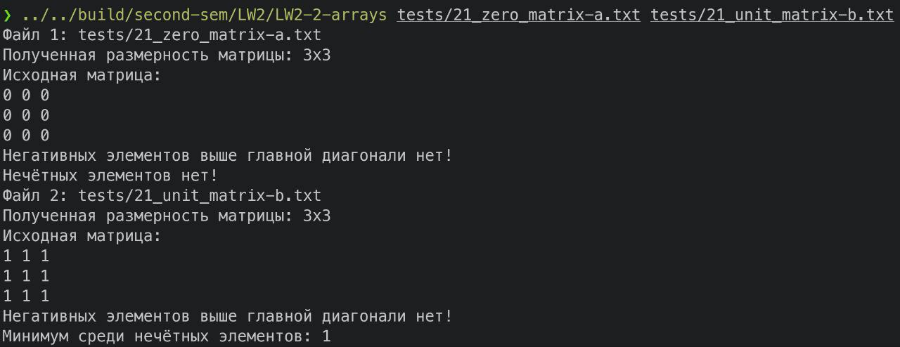 ❯ ../../build/second-sem/LW2/LW2-2-arrays tests/21_zero_matrix-a.txt tests/21_unit_matrix-b.txt
Файл 1: tests/21_zero_matrix-a.txt
Полученная размерность матрицы: 3x3
Исходная матрица:
0 0 0
0 0 0
0 0 0
Негативных элементов выше главной диагонали нет!
Нечётных элементов нет!
Файл 2: tests/21_unit_matrix-b.txt
Полученная размерность матрицы: 3x3
Исходная матрица:
1 1 1
1 1 1
1 1 1
Негативных элементов выше главной диагонали нет!
Минимум среди нечётных элементов: 1